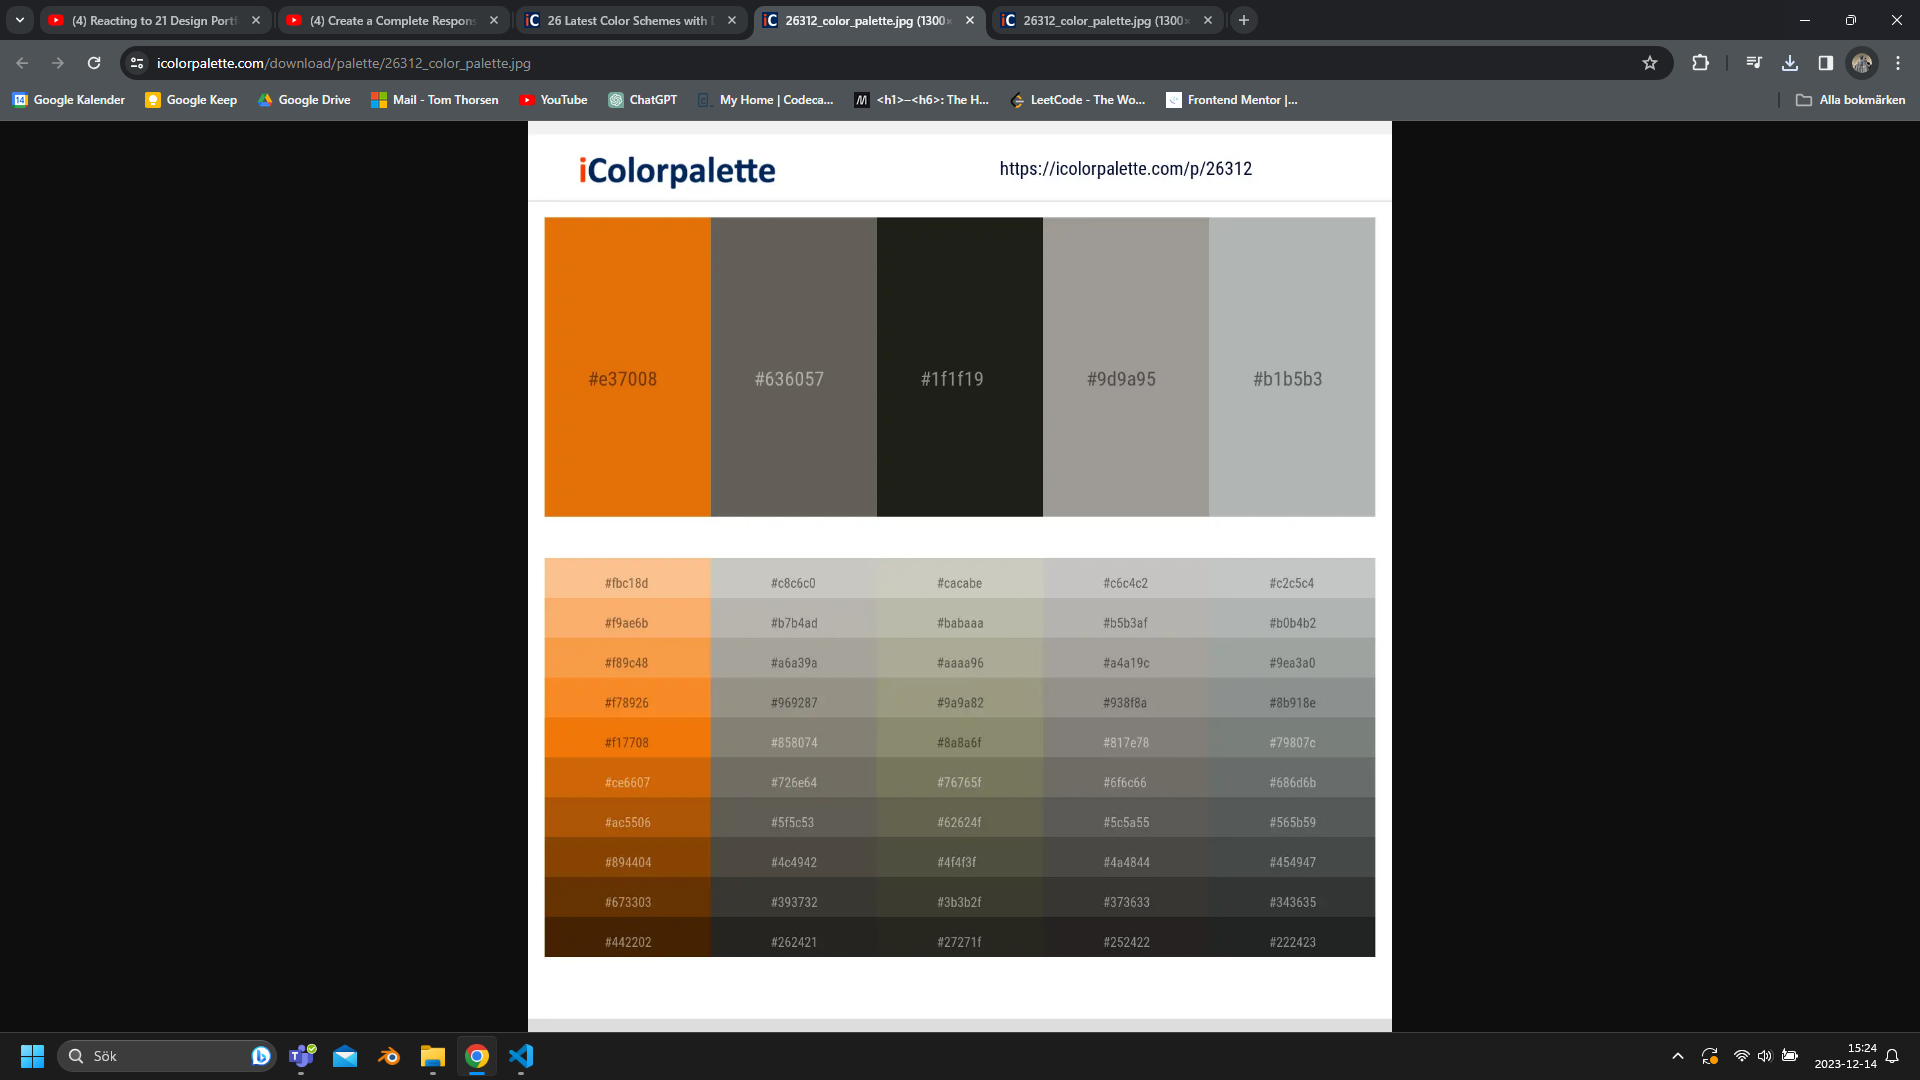 (4) Reacting to 21 Design Portf
(4) Create a Complete Respons
iC 26 Latest Color Schemes with
iC 26312_color_palette.jpg (1300×
iC 26312_color_palette.jpg (1300×
icolorpalette.com/download/palette/26312_color_palette.jpg
14 Google Kalender
Google Keep
Google Drive
Mail - Tom Thorsen
YouTube
ChatGPT
My Home | Codeca...
M <h1>–<h6>: The H...
LeetCode - The Wo...
Frontend Mentor |...
Alla bokmärken
iColorpalette
https://icolorpalette.com/p/26312
#e37008 #636057 #1f1f19 #9d9a95 #b1b5b3
#fbc18d #c8c6c0 #cacabe #c6c4c2 #c2c5c4
#f9ae6b #b7b4ad #babaaa #b5b3af #b0b4b2
#f89c48 #a6a39a #aaaa96 #a4a19c #9ea3a0
#f78926 #969287 #9a9a82 #938f8a #8b918e
#f17708 #858074 #8a8a6f #817e78 #79807c
#ce6607 #726e64 #76765f #6f6c66 #686d6b
#ac5506 #5f5c53 #62624f #5c5a55 #565b59
#894404 #4c4942 #4f4f3f #4a4844 #454947
#673303 #393732 #3b3b2f #373633 #343635
#442202 #262421 #27271f #252422 #222423
Sök
15:24
2023-12-14